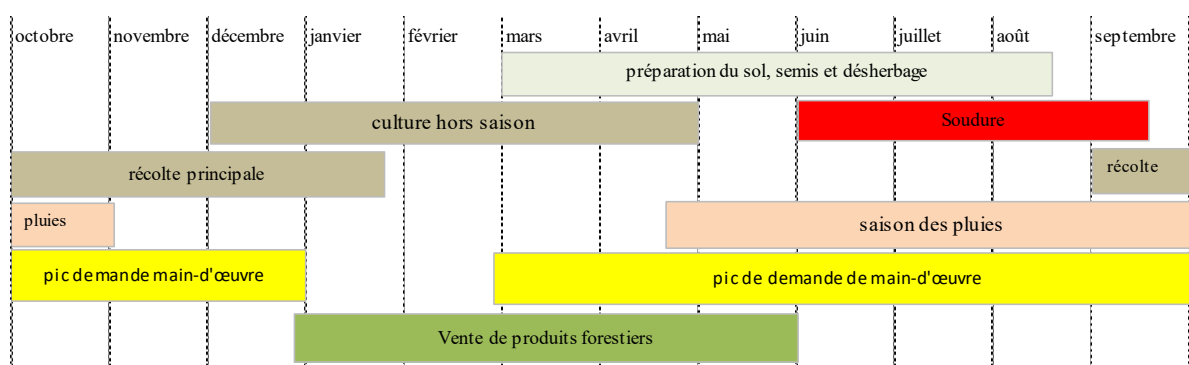 octobre novembre décembre janvier février mars avril mai juin juillet août septembre
préparation du sol, semis et désherbage
culture hors saison Soudure
récolte principale récolte
pluies saison des pluies
pic demande main-d'œuvre pic de demande de main-d'œuvre
Vente de produits forestiers